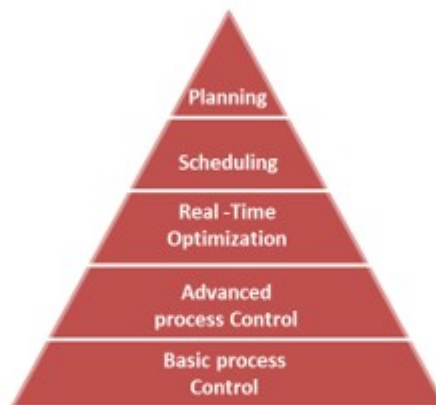 Planning
Scheduling
Real -Time
Optimization
Advanced
process Control
Basic process
Control